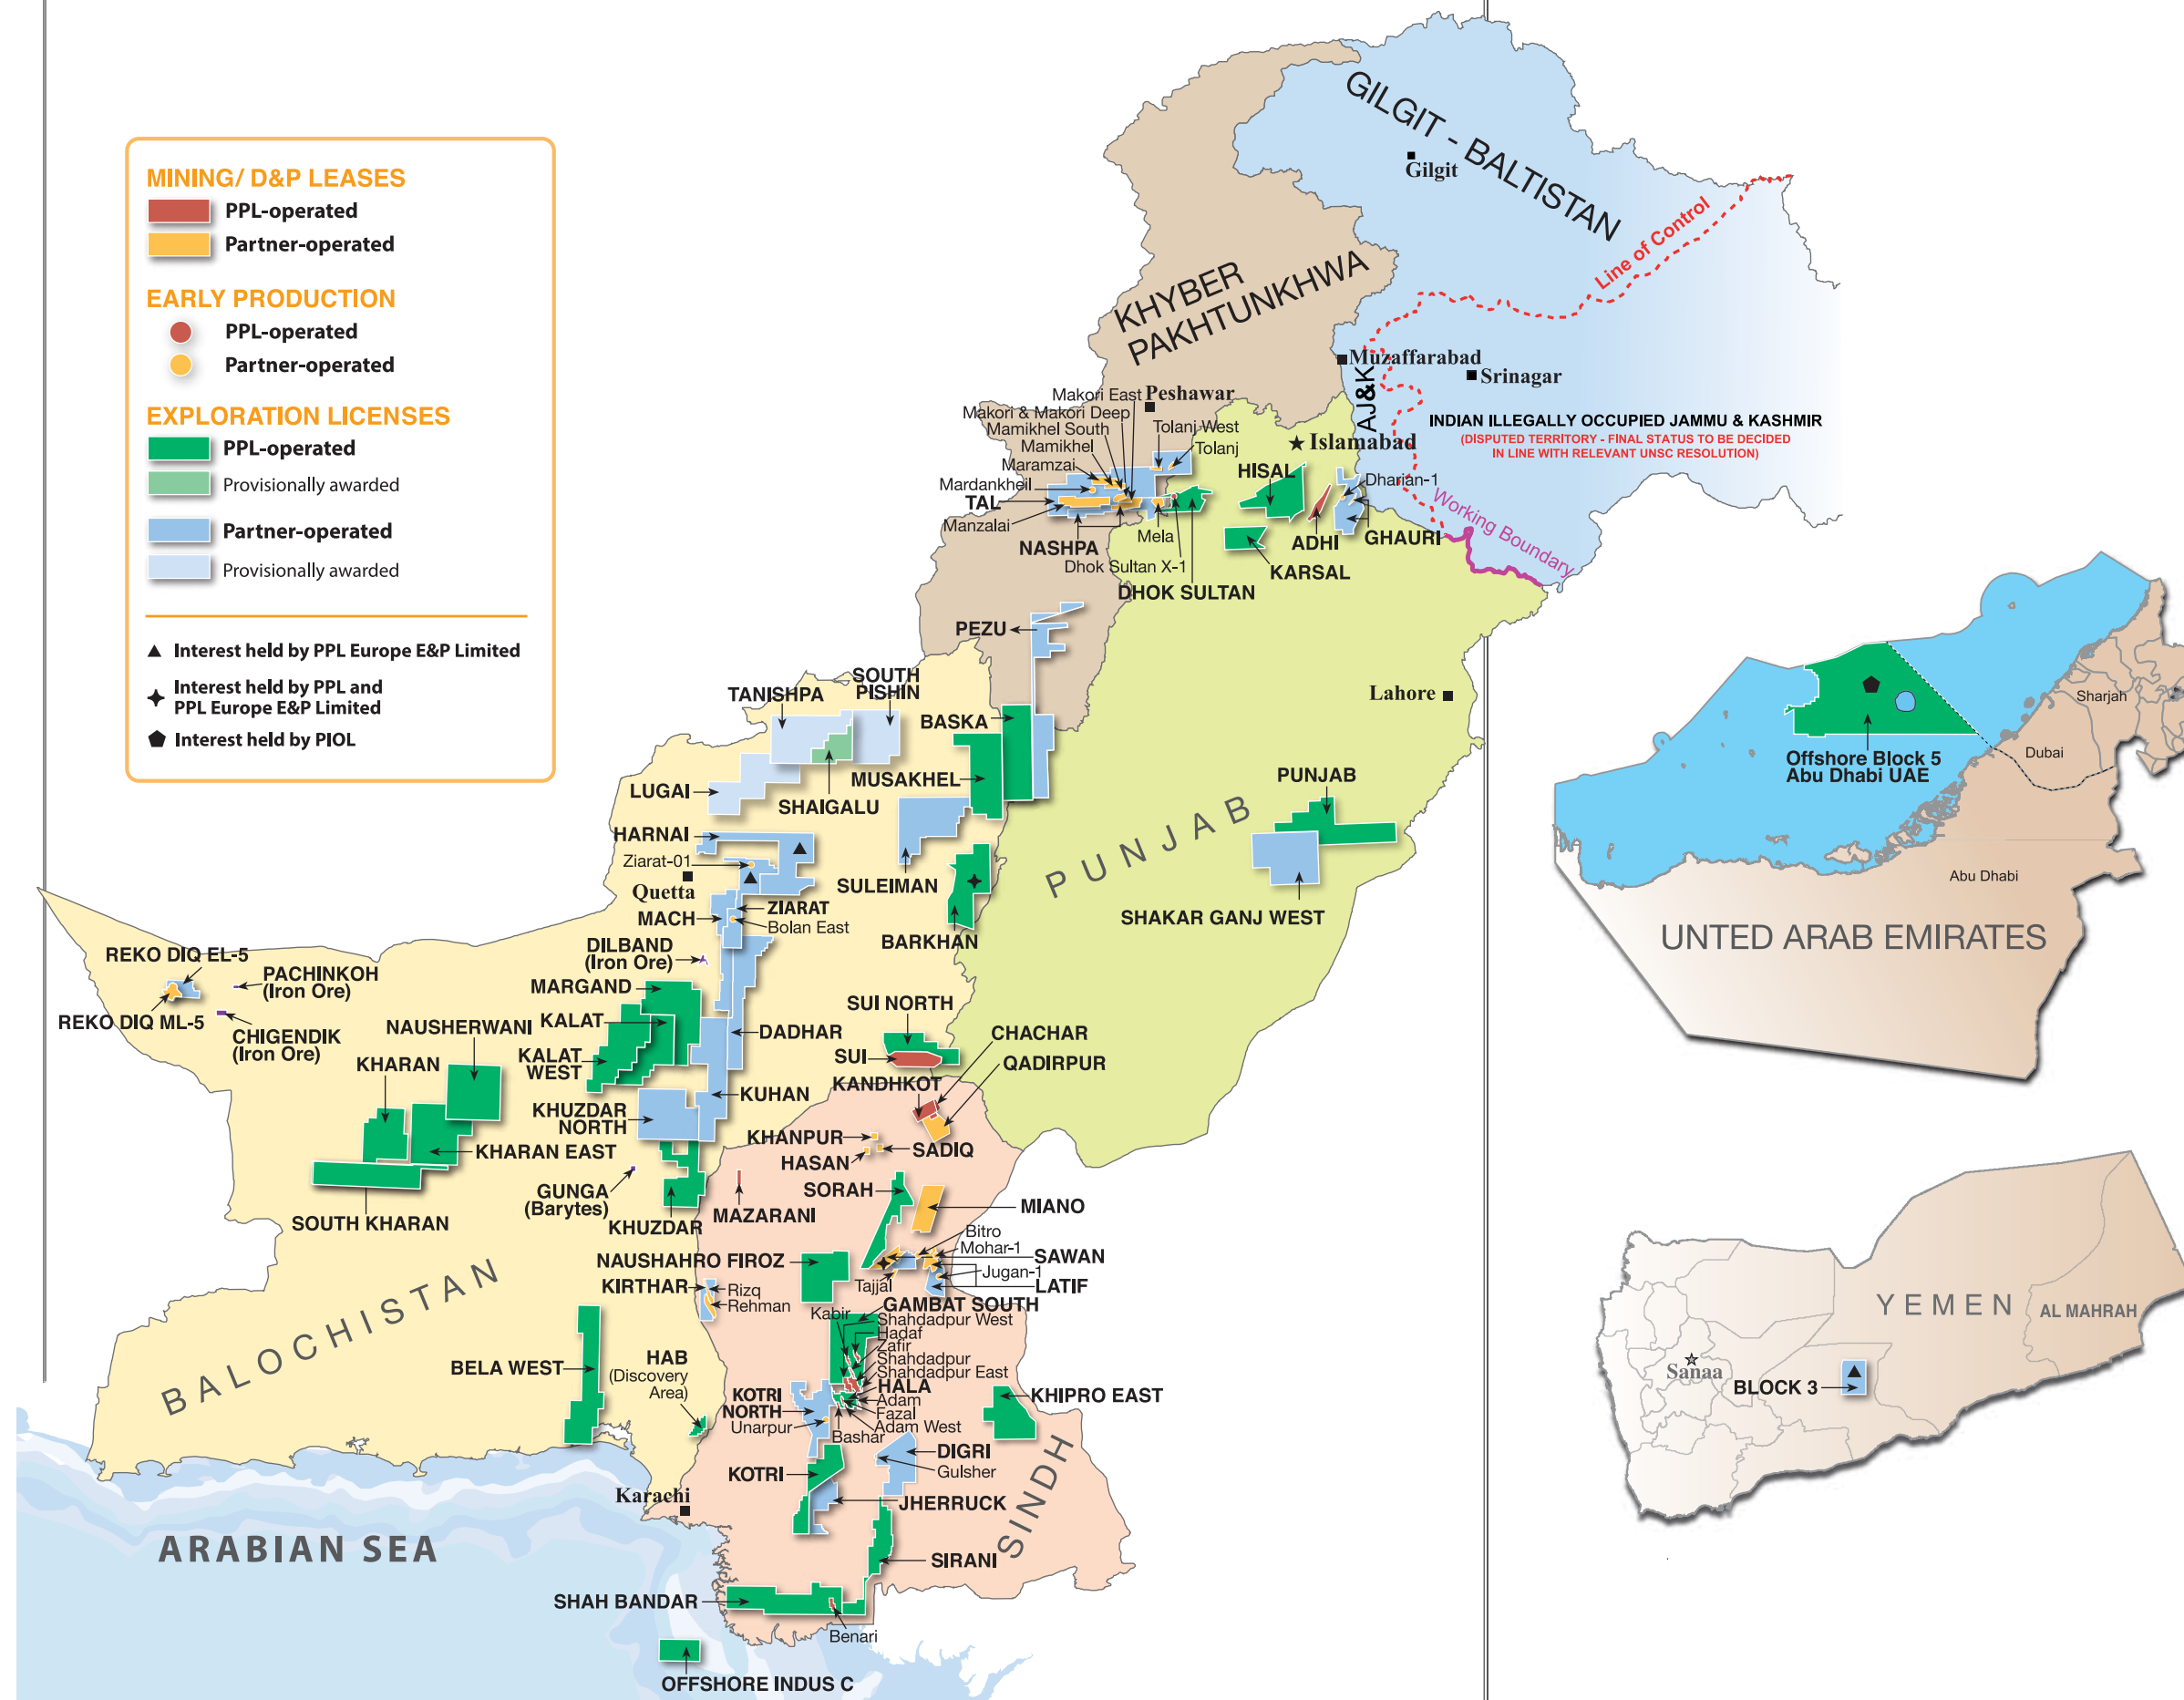 MINING/ D&P LEASES
PPL-operated
Partner-operated
EARLY PRODUCTION
PPL-operated
Partner-operated
EXPLORATION LICENSES
PPL-operated
Provisionally awarded
Partner-operated
Provisionally awarded
Interest held by PPL Europe E&P Limited
Interest held by PPL and
PPL Europe E&P Limited
Interest held by PIOL
GILGIT - BALTISTAN
Gilgit
Line of Control
KHYBER
PAKHTUNKHWA
Muzaffarabad
AJ&K
Srinagar
INDIAN ILLEGALLY OCCUPIED JAMMU & KASHMIR
(DISPUTED TERRITORY - FINAL STATUS TO BE DECIDED
IN LINE WITH RELEVANT UNSC RESOLUTION)
Working Boundary
Makori East
Peshawar
Makori & Makori Deep
Mamikhel South
Mamikhel
Maramzai
Mardankheil
TAL
Manzalai
Tolanj West
Tolanj
Islamabad
HISAL
Dharian-1
NASHPA
Mela
Dhok Sultan X-1
DHOK SULTAN
ADHI
GHAURI
KARSAL
PEZU
Lahore
SOUTH
PISHIN
TANISHPA
BASKA
MUSAKHEL
LUGAI
SHAIGALU
PUNJAB
PUNJAB
HARNAI
Ziarat-01
Quetta
SULEIMAN
ZIARAT
MACH
Bolan East
SHAKAR GANJ WEST
BARKHAN
DILBAND
(Iron Ore)
REKO DIQ EL-5
PACHINKOH
(Iron Ore)
REKO DIQ ML-5
CHIGENDIK
(Iron Ore)
MARGAND
NAUSHERWANI
KALAT
KHARAN
KALAT
WEST
DADHAR
SUI NORTH
SUI
CHACHAR
QADIRPUR
KANDHKOT
KUHAN
KHUZDAR
NORTH
KHARAN EAST
KHANPUR
SADIQ
HASAN
GUNGA
(Barytes)
SORAH
SOUTH KHARAN
KHUZDAR
MAZARANI
MIANO
Bitro
Mohar-1
SAWAN
NAUSHAHRO FIROZ
Jugan-1
LATIF
KIRTHAR
Rizq
Rehman
Tajjal
BALOCHISTAN
Kabir
GAMBAT SOUTH
Shahdadpur West
Hadaf
Zafir
Shahdadpur
Shahdadpur East
HALA
Adam
Fazal
Adam West
BELA WEST
HAB
(Discovery
Area)
KOTRI
NORTH
Unarpur
Bashar
KHIPRO EAST
DIGRI
Gulsher
KOTRI
JHERRUCK
SINDH
Karachi
ARABIAN SEA
SIRANI
SHAH BANDAR
Benari
OFFSHORE INDUS C
Offshore Block 5
Abu Dhabi UAE
Sharjah
Dubai
Abu Dhabi
UNTED ARAB EMIRATES
YEMEN
AL MAHRAH
Sanaa
BLOCK 3